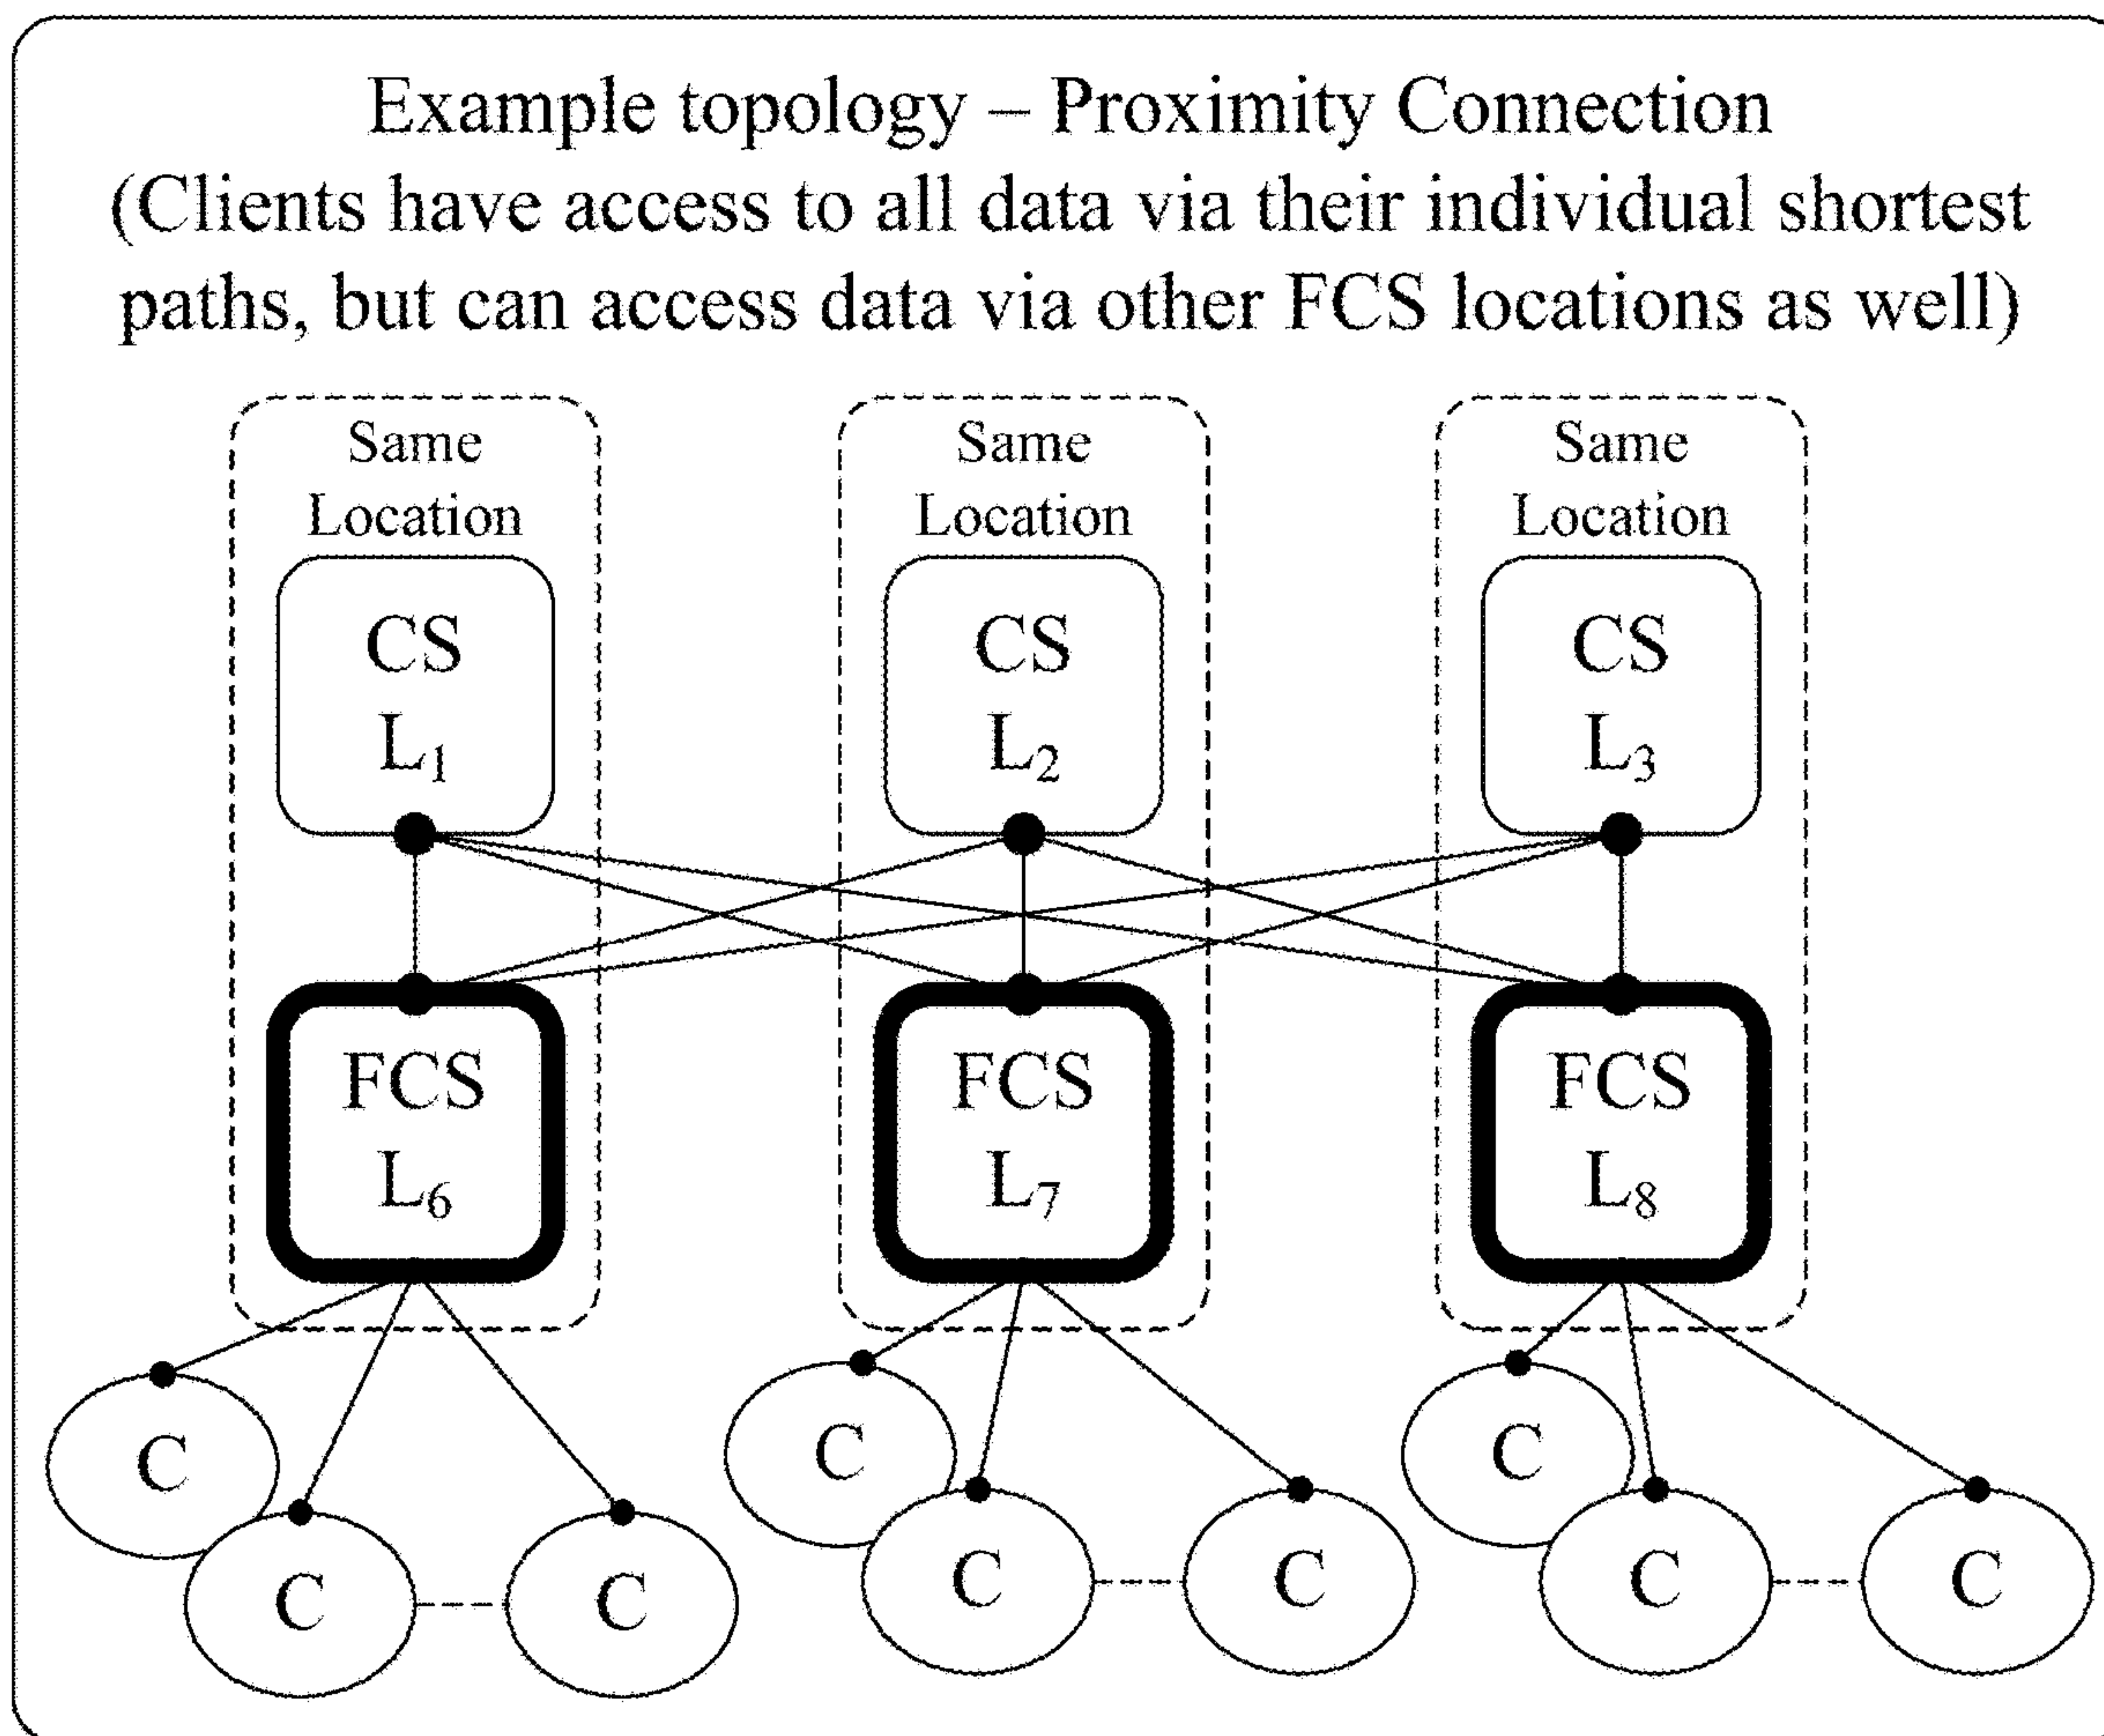 Example topology – Proximity Connection
(Clients have access to all data via their individual shortest
paths, but can access data via other FCS locations as well)
Same
Location
CS
L₁
Same
Location
CS
L₂
Same
Location
CS
L₃
FCS
L₆
FCS
L₇
FCS
L₈
C
C
C
C
C
C
C
C
C